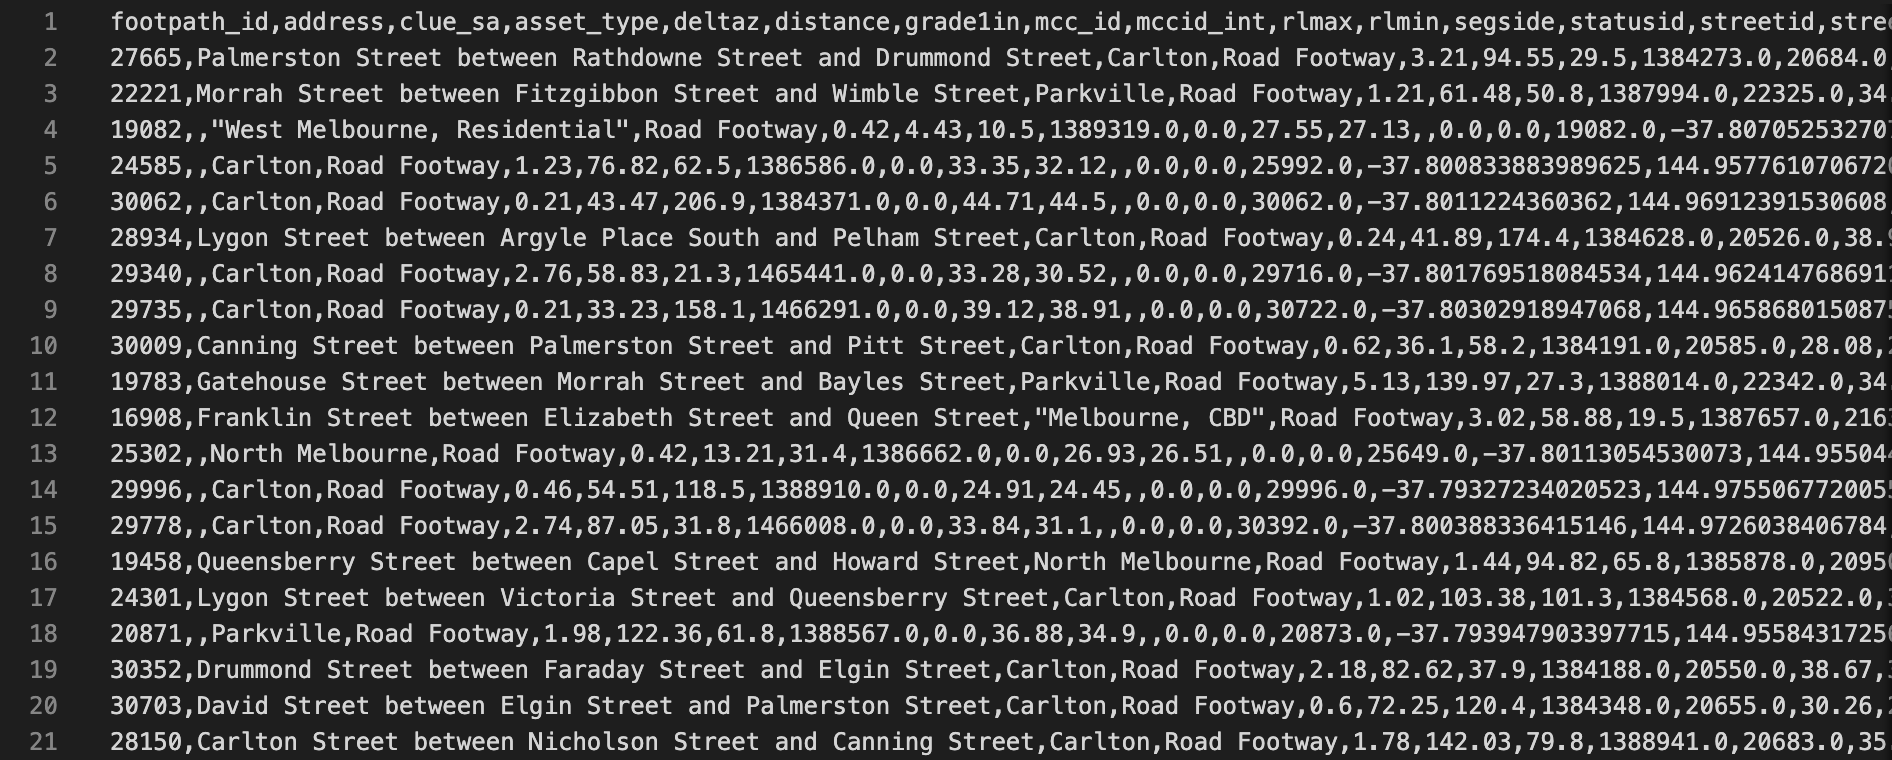 1 footpath_id,address,clue_sa,asset_type,deltaz,distance,grade1in,mcc_id,mccid_int,rlmax,rlmin,segside,statusid,streetid,stree
2 27665,Palmerston Street between Rathdowne Street and Drummond Street,Carlton,Road Footway,3.21,94.55,29.5,1384273.0,20684.0,
3 22221,Morrah Street between Fitzgibbon Street and Wimble Street,Parkville,Road Footway,1.21,61.48,50.8,1387994.0,22325.0,34
4 19082,,"West Melbourne, Residential",Road Footway,0.42,4.43,10.5,1389319.0,0.0,27.55,27.13,,0.0,0.0,19082.0,-37.80705253270
5 24585,,Carlton,Road Footway,1.23,76.82,62.5,1386586.0,0.0,33.35,32.12,,0.0,0.0,25992.0,-37.800833883989625,144.957761070672
6 30062,,Carlton,Road Footway,0.21,43.47,206.9,1384371.0,0.0,44.71,44.5,,0.0,0.0,30062.0,-37.8011224360362,144.96912391530608
7 28934,Lygon Street between Argyle Place South and Pelham Street,Carlton,Road Footway,0.24,41.89,174.4,1384628.0,20526.0,38.9
8 29340,,Carlton,Road Footway,2.76,58.83,21.3,1465441.0,0.0,33.28,30.52,,0.0,0.0,29716.0,-37.801769518084534,144.962414768691
9 29735,,Carlton,Road Footway,0.21,33.23,158.1,1466291.0,0.0,39.12,38.91,,0.0,0.0,30722.0,-37.80302918947068,144.965868015087
10 30009,Canning Street between Palmerston Street and Pitt Street,Carlton,Road Footway,0.62,36.1,58.2,1384191.0,20585.0,28.08,
11 19783,Gatehouse Street between Morrah Street and Bayles Street,Parkville,Road Footway,5.13,139.97,27.3,1388014.0,22342.0,34
12 16908,Franklin Street between Elizabeth Street and Queen Street,"Melbourne, CBD",Road Footway,3.02,58.88,19.5,1387657.0,216
13 25302,,North Melbourne,Road Footway,0.42,13.21,31.4,1386662.0,0.0,26.93,26.51,,0.0,0.0,25649.0,-37.80113054530073,144.95504
14 29996,,Carlton,Road Footway,0.46,54.51,118.5,1388910.0,0.0,24.91,24.45,,0.0,0.0,29996.0,-37.79327234020523,144.975506772005
15 29778,,Carlton,Road Footway,2.74,87.05,31.8,1466008.0,0.0,33.84,31.1,,0.0,0.0,30392.0,-37.800388336415146,144.9726038406784
16 19458,Queensberry Street between Capel Street and Howard Street,North Melbourne,Road Footway,1.44,94.82,65.8,1385878.0,2095
17 24301,Lygon Street between Victoria Street and Queensberry Street,Carlton,Road Footway,1.02,103.38,101.3,1384568.0,20522.0,
18 20871,,Parkville,Road Footway,1.98,122.36,61.8,1388567.0,0.0,36.88,34.9,,0.0,0.0,20873.0,-37.793947903397715,144.9558431725
19 30352,Drummond Street between Faraday Street and Elgin Street,Carlton,Road Footway,2.18,82.62,37.9,1384188.0,20550.0,38.67,
20 30703,David Street between Elgin Street and Palmerston Street,Carlton,Road Footway,0.6,72.25,120.4,1384348.0,20655.0,30.26,
21 28150,Carlton Street between Nicholson Street and Canning Street,Carlton,Road Footway,1.78,142.03,79.8,1388941.0,20683.0,35